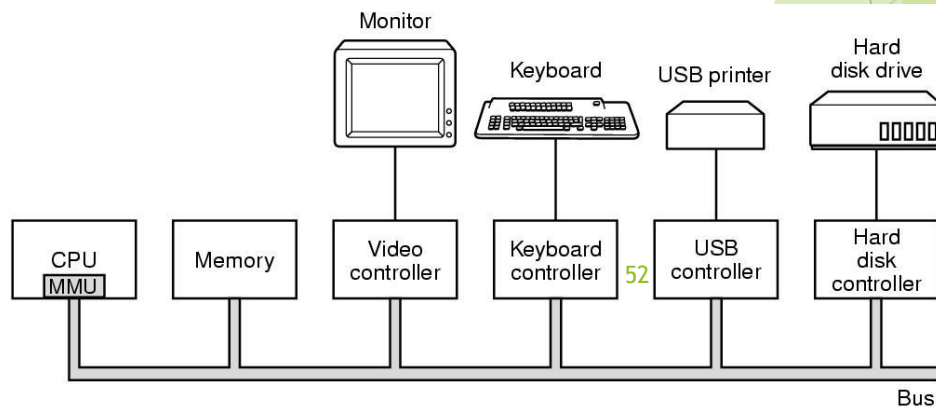 Monitor
Keyboard
USB printer
Hard
disk drive
CPU
MMU
Memory
Video
controller
Keyboard
controller
52
USB
controller
Hard
disk
controller
Bus